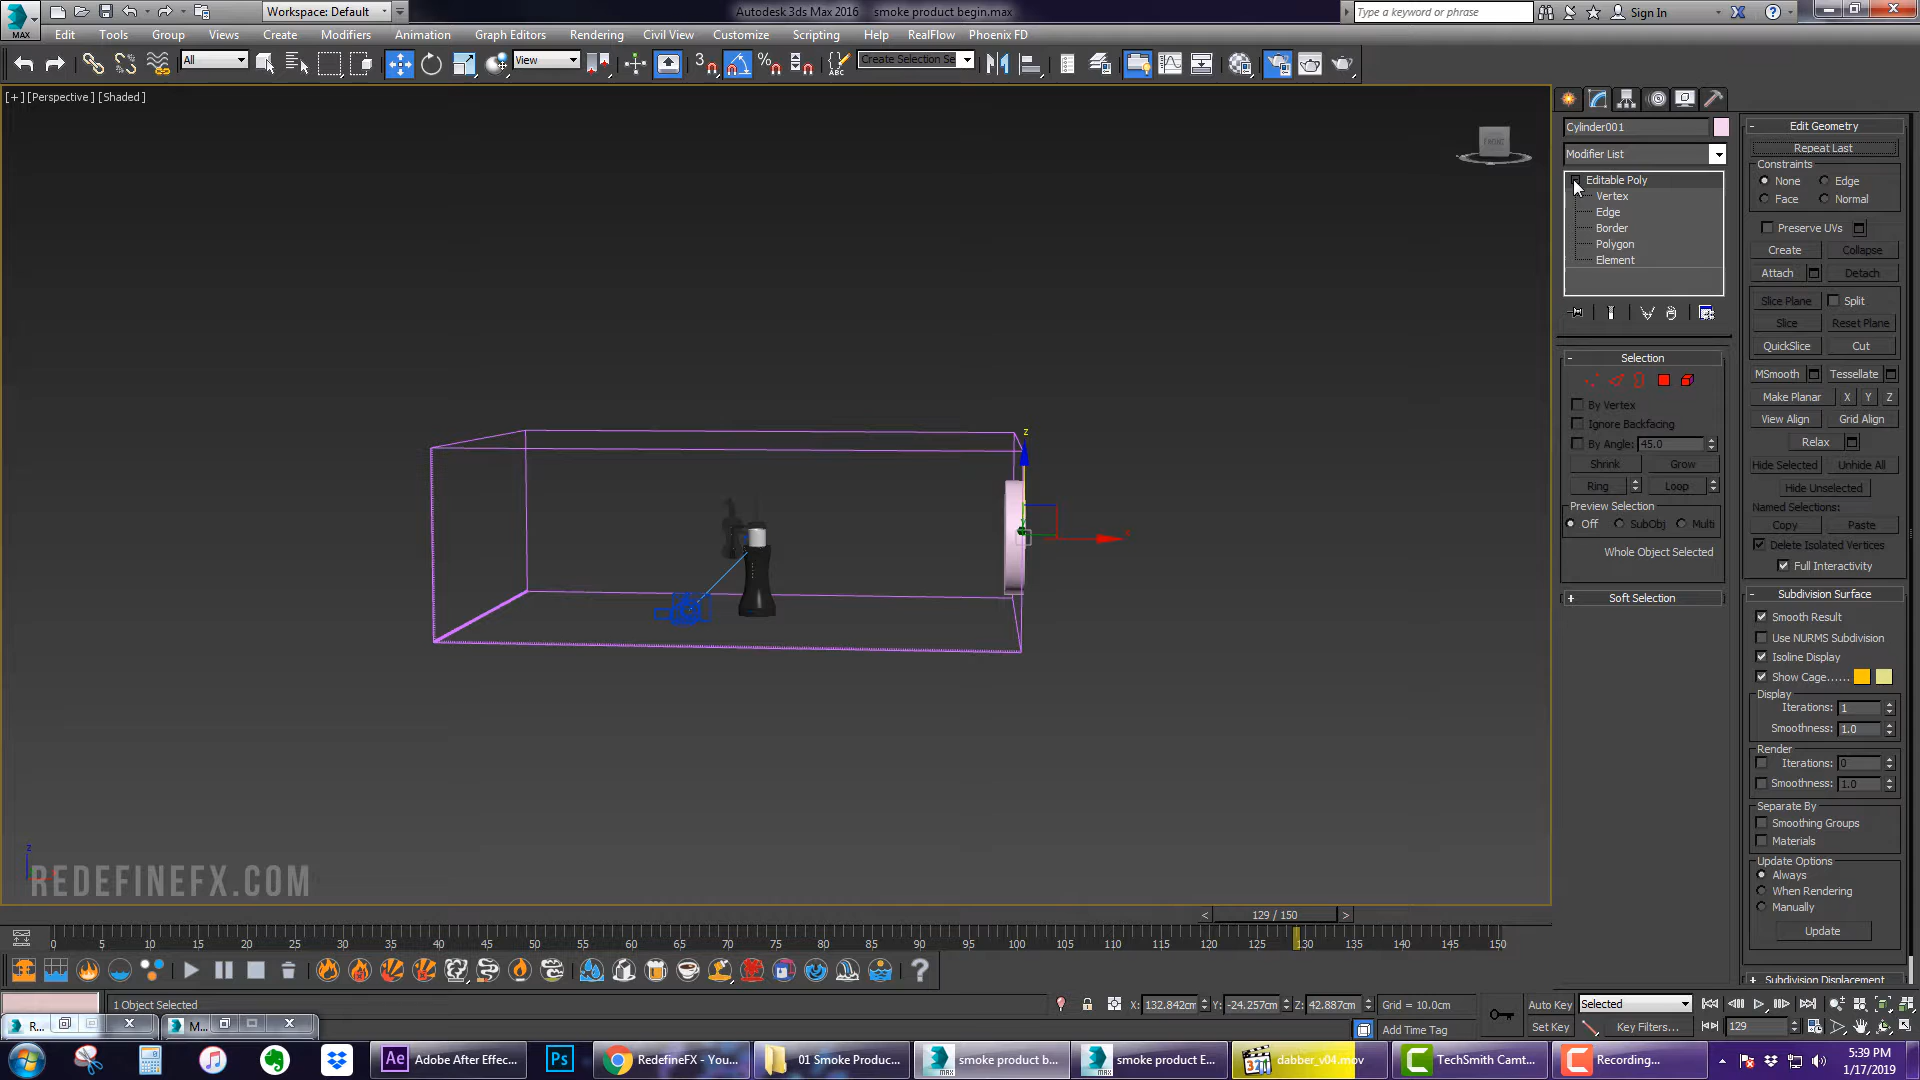 Workspace: Default
Autodesk 3ds Max 2016 smoke product begin.max
Type a keyword or phrase
Sign In
MAX
Edit Tools Group Views Create Modifiers Animation Graph Editors Rendering Civil View Customize Scripting Help RealFlow Phoenix FD
All
View
Create Selection Se
[+] [Perspective ] [Shaded ]
FRONT
Cylinder001
Modifier List
Editable Poly
Vertex
Edge
Border
Polygon
Element
Selection
By Vertex
Ignore Backfacing
By Angle: 45.0
Shrink Grow
Ring Loop
Preview Selection
Off SubObj Multi
Whole Object Selected
Soft Selection
Edit Geometry
Repeat Last
Constraints
None Edge
Face Normal
Preserve UVs
Create Collapse
Attach Detach
Slice Plane Split
Slice Reset Plane
QuickSlice Cut
MSmooth Tessellate
Make Planar X Y Z
View Align Grid Align
Relax
Hide Selected Unhide All
Hide Unselected
Named Selections:
Copy Paste
Delete Isolated Vertices
Full Interactivity
Subdivision Surface
Smooth Result
Use NURMS Subdivision
Isoline Display
Show Cage......
Display
Iterations: 1
Smoothness: 1.0
Render
Iterations: 0
Smoothness: 1.0
Separate By
Smoothing Groups
Materials
Update Options
Always
When Rendering
Manually
Update
Subdivision Displacement
z
x
z
REDEFINEFX.COM
< 129 / 150 >
0 5 10 15 20 25 30 35 40 45 50 55 60 65 70 75 80 85 90 95 100 105 110 115 120 125 130 135 140 145 150
1 Object Selected
X: 132.842cm Y: -24.257cm Z: 42.887cm Grid = 10.0cm
Auto Key Selected
R... M...
Add Time Tag
Set Key Key Filters... 129
Adobe After Effec...
RedefineFX - You...
01 Smoke Produc...
smoke product b...
smoke product E...
dabber_v04.mov
TechSmith Camt...
Recording...
5:39 PM
1/17/2019